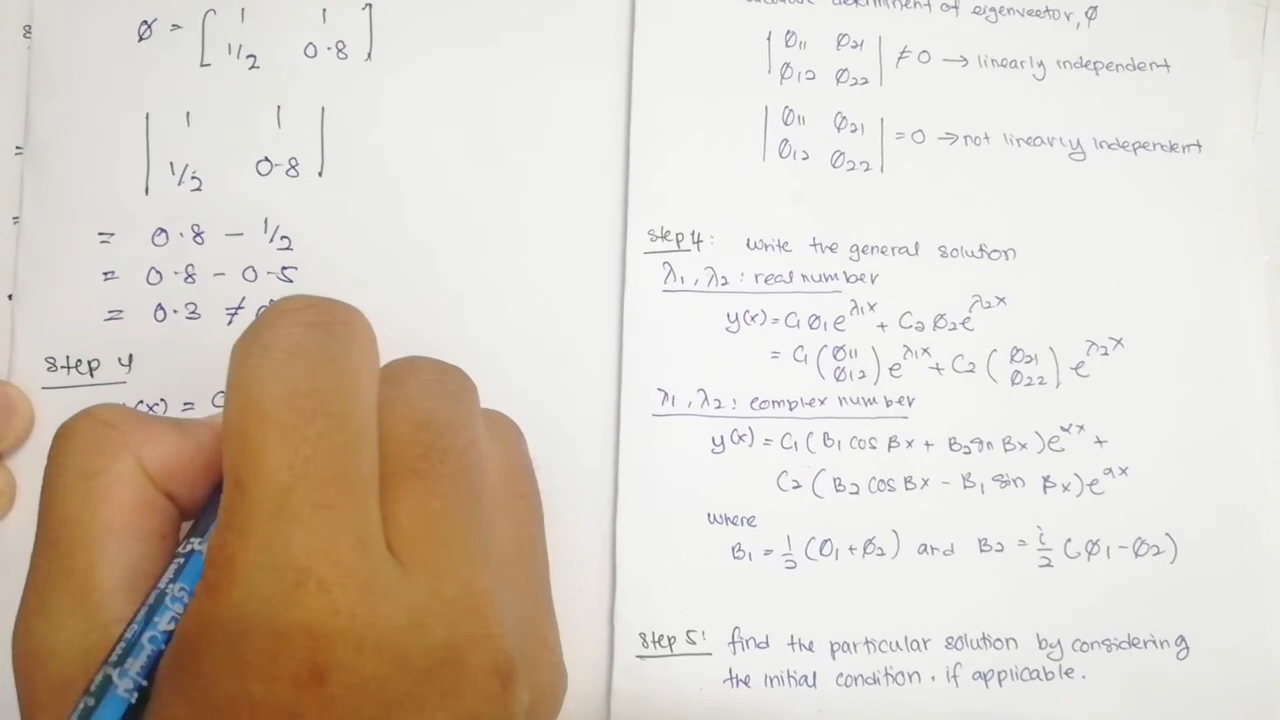 Ø = [ 1 1
1/2 0.8 ]
| 1 1 |
| 1/2 0.8 |
= 0.8 - 1/2
= 0.8 - 0.5
= 0.3 ≠
Step 4
(x) = C
of eigenvector, Ø
| Ø11 Ø21 |
| Ø12 Ø22 | ≠ 0 → linearly independent
| Ø11 Ø21 |
| Ø12 Ø22 | = 0 → not linearly independent
Step 4: Write the general solution
λ1, λ2 : real number
y(x) = C1 Ø1 e^λ1x + C2 Ø2 e^λ2x
= C1 ( Ø11 Ø12 ) e^λ1x + C2 ( Ø21 Ø22 ) e^λ2x
λ1, λ2 : complex number
y(x) = C1 ( B1 cos Bx + B2 sin Bx ) e^αx +
C2 ( B2 cos Bx - B1 sin Bx ) e^αx
where
B1 = 1/2 ( Ø1 + Ø2 ) and B2 = i/2 ( Ø1 - Ø2 )
Step 5: find the particular solution by considering
the initial condition, if applicable.